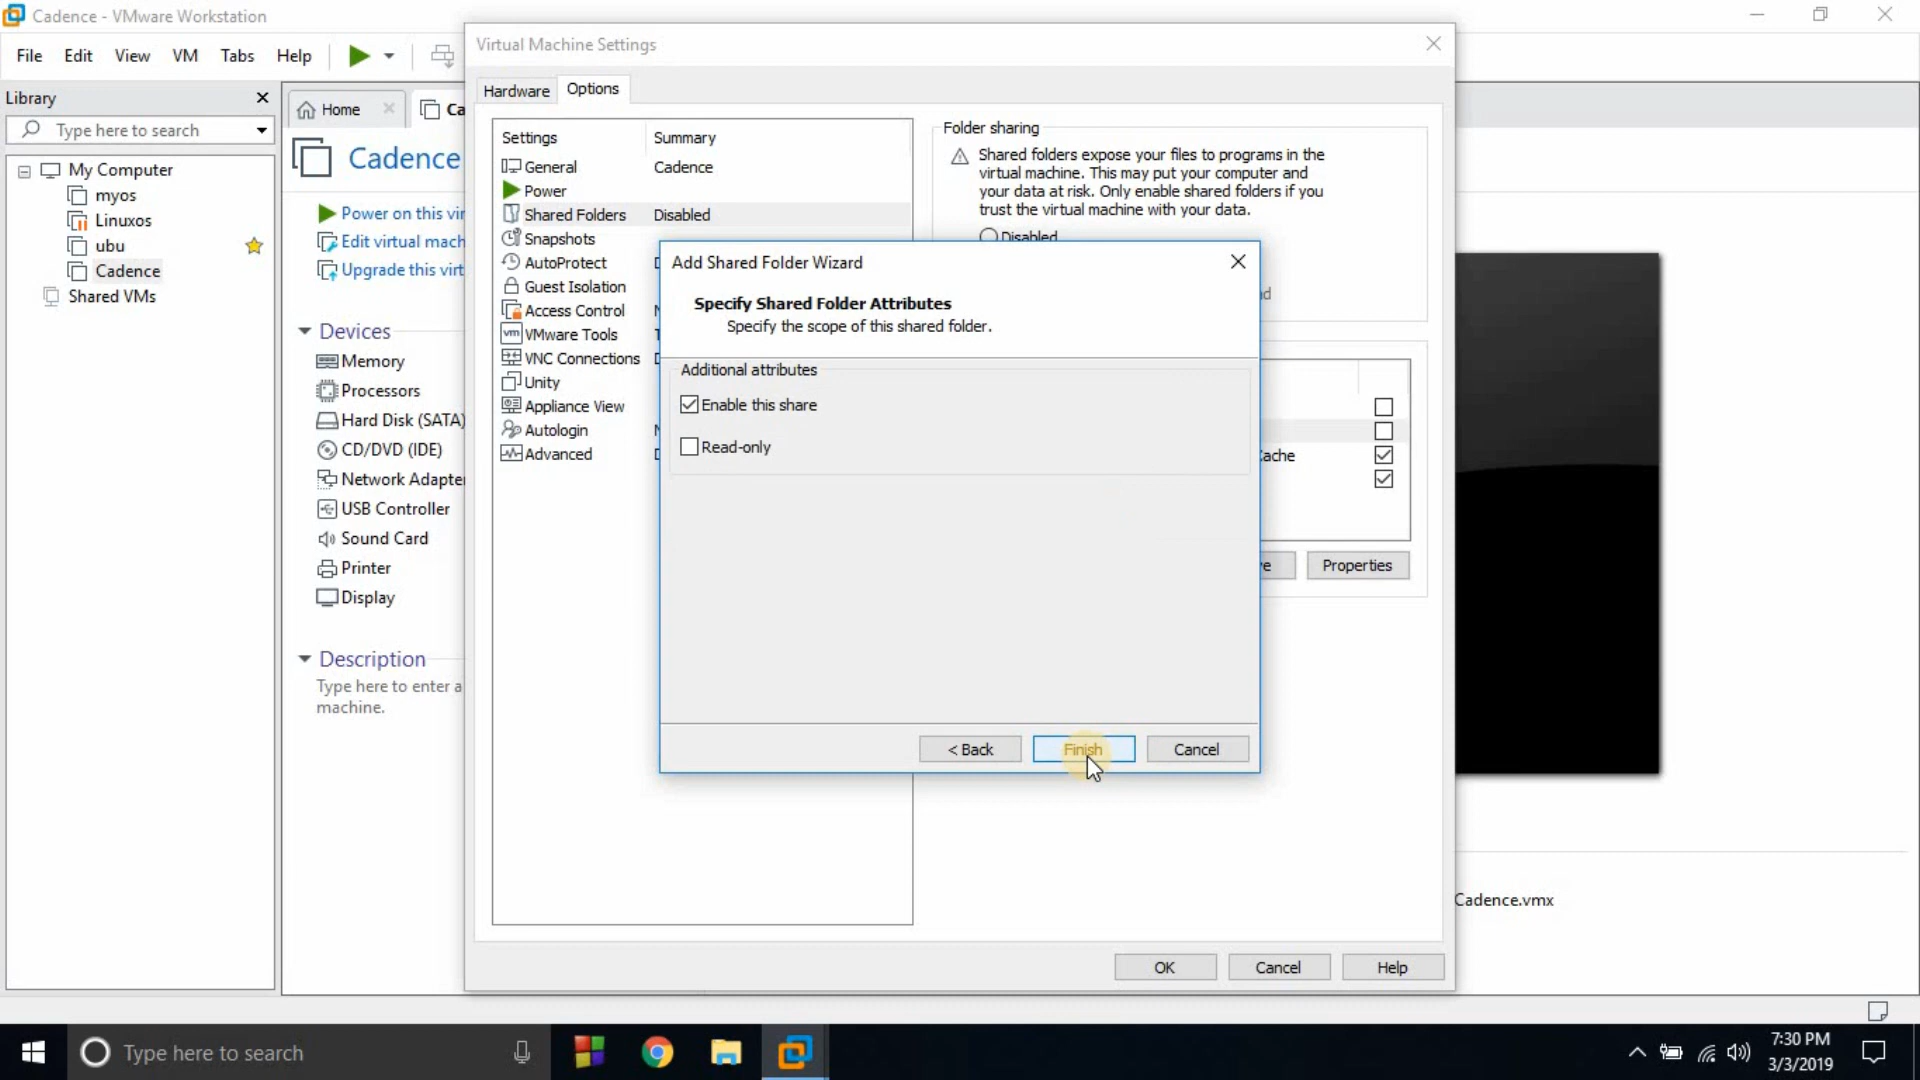 Cadence - VMware Workstation
File Edit View VM Tabs Help
Library
Type here to search
My Computer
myos
Linuxos
ubu
Cadence
Shared VMs
Home
Ca
Cadence
Power on this vir
Edit virtual mach
Upgrade this virt
Devices
Memory
Processors
Hard Disk (SATA)
CD/DVD (IDE)
Network Adapte
USB Controller
Sound Card
Printer
Display
Description
Type here to enter a
machine.
Virtual Machine Settings
Hardware Options
Settings Summary
General Cadence
Power
Shared Folders Disabled
Snapshots
AutoProtect
Guest Isolation
Access Control
vm VMware Tools
VNC Connections
Unity
Appliance View
Autologin
Advanced
Folder sharing
Shared folders expose your files to programs in the
virtual machine. This may put your computer and
your data at risk. Only enable shared folders if you
trust the virtual machine with your data.
Disabled
Properties
Add Shared Folder Wizard
Specify Shared Folder Attributes
Specify the scope of this shared folder.
Additional attributes
Enable this share
Read-only
< Back Finish Cancel
OK Cancel Help
Cadence.vmx
Type here to search
7:30 PM
3/3/2019